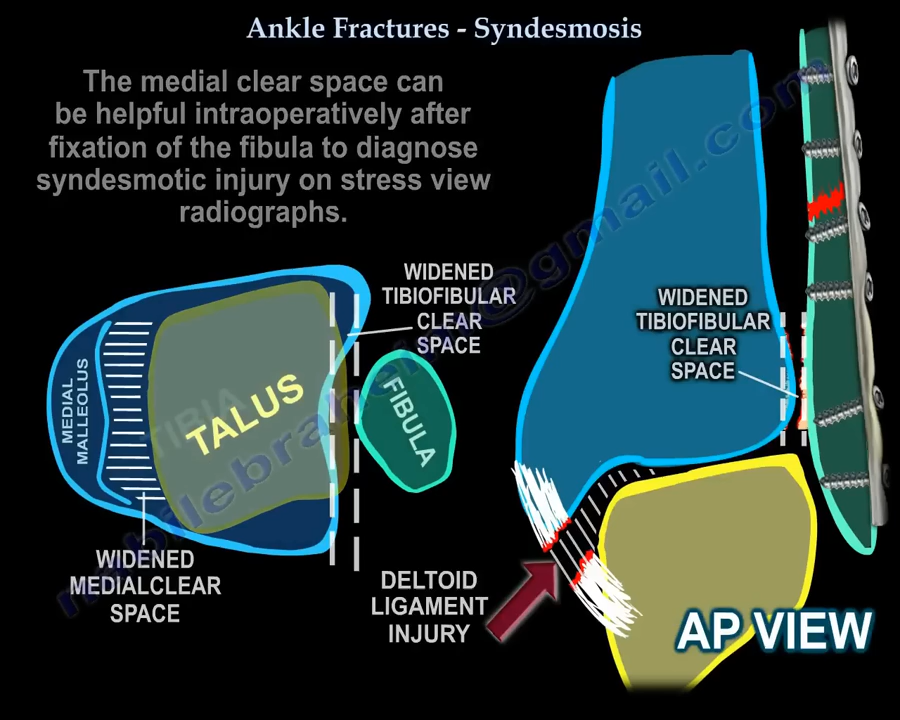 Ankle Fractures - Syndesmosis
The medial clear space can
be helpful intraoperatively after
fixation of the fibula to diagnose
syndesmotic injury on stress view
radiographs.
WIDENED
TIBIOFIBULAR
CLEAR
SPACE
MEDIAL
MALLEOLUS
TIBIA
TALUS
FIBULA
WIDENED
MEDIALCLEAR
SPACE
WIDENED
TIBIOFIBULAR
CLEAR
SPACE
DELTOID
LIGAMENT
INJURY
AP VIEW